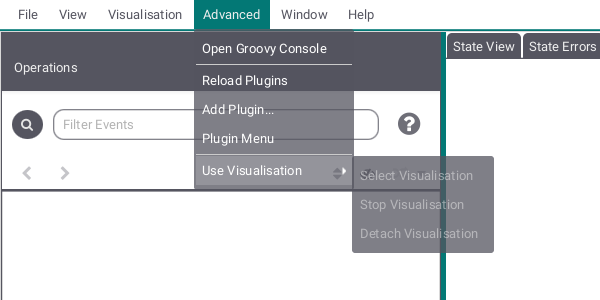 File View Visualisation Advanced Window Help
Open Groovy Console
State View State Errors
Operations
Reload Plugins
Add Plugin...
Filter Events
?
Plugin Menu
Use Visualisation
Select Visualisation
Stop Visualisation
Detach Visualisation